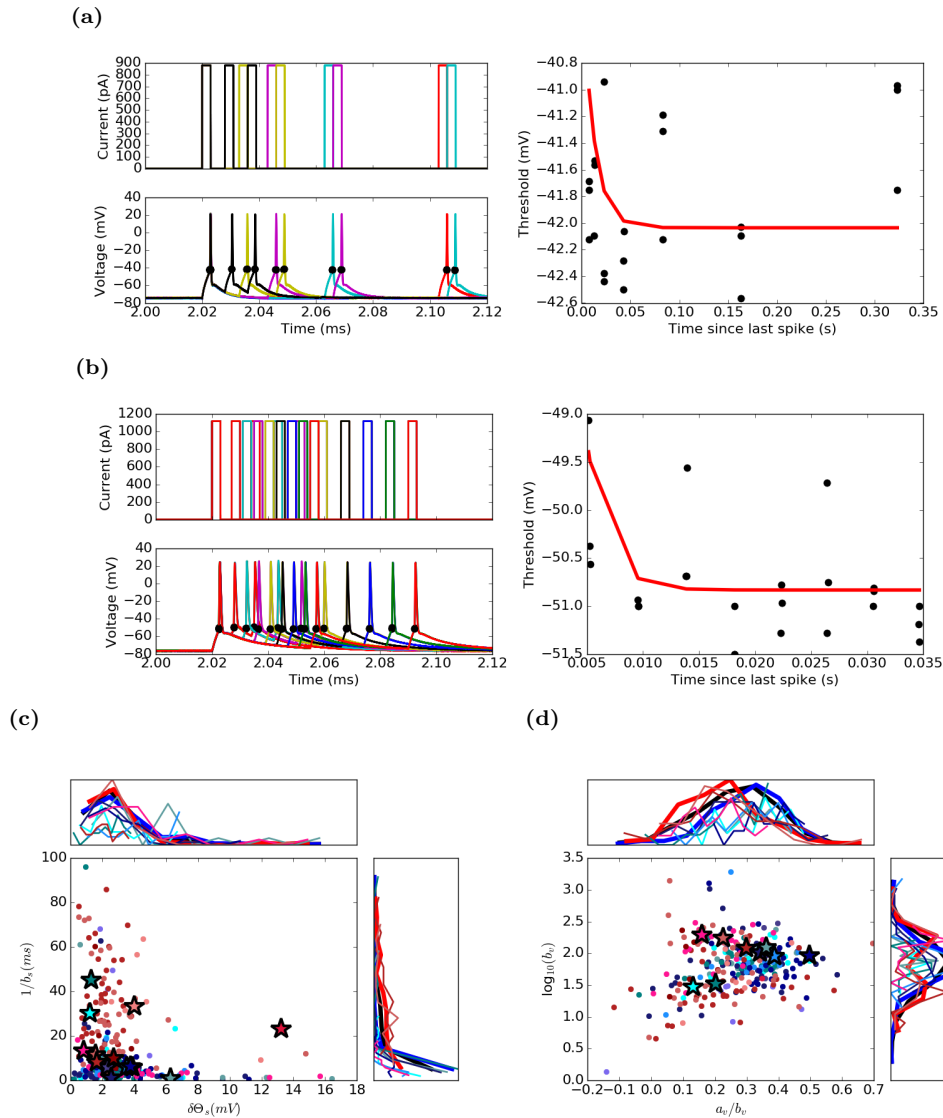 (a)
900
800
700
600
500
400
300
200
100
0
Current (pA)
40
20
0
−20
−40
−60
−80
Voltage (mV)
2.00 2.02 2.04 2.06 2.08 2.10 2.12
Time (ms)
−40.8
−41.0
−41.2
−41.4
−41.6
−41.8
−42.0
−42.2
−42.4
−42.6
Threshold (mV)
0.00 0.05 0.10 0.15 0.20 0.25 0.30 0.35
Time since last spike (s)
(b)
1200
1000
800
600
400
200
0
Current (pA)
40
20
0
−20
−40
−60
−80
Voltage (mV)
2.00 2.02 2.04 2.06 2.08 2.10 2.12
Time (ms)
−49.0
−49.5
−50.0
−50.5
−51.0
−51.5
Threshold (mV)
0.005 0.010 0.015 0.020 0.025 0.030 0.035
Time since last spike (s)
(c)
100
80
60
40
20
0
1/b_s(ms)
0 2 4 6 8 10 12 14 16 18
δΘ_s(mV)
(d)
3.5
3.0
2.5
2.0
1.5
1.0
0.5
0.0
log₁₀(b_v)
−0.2 −0.1 0.0 0.1 0.2 0.3 0.4 0.5 0.6 0.7
a_v/b_v